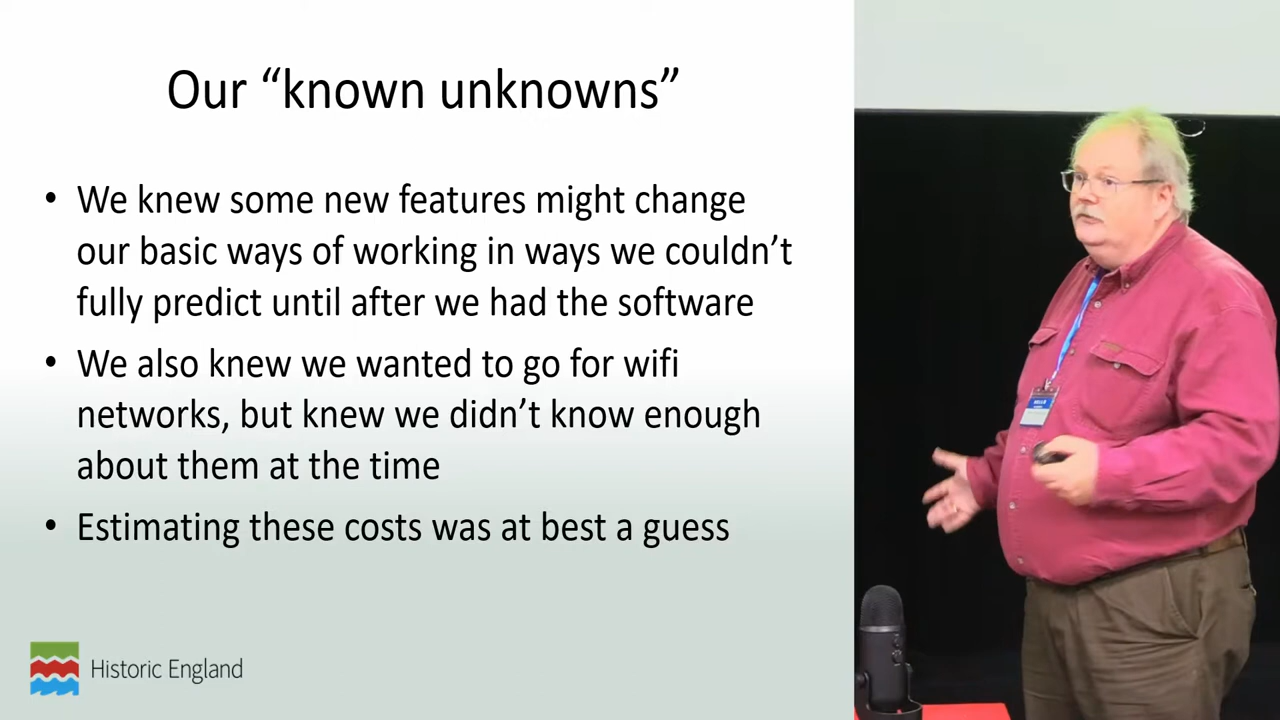 Our “known unknowns”
• We knew some new features might change
our basic ways of working in ways we couldn’t
fully predict until after we had the software
• We also knew we wanted to go for wifi
networks, but knew we didn’t know enough
about them at the time
• Estimating these costs was at best a guess
Historic England